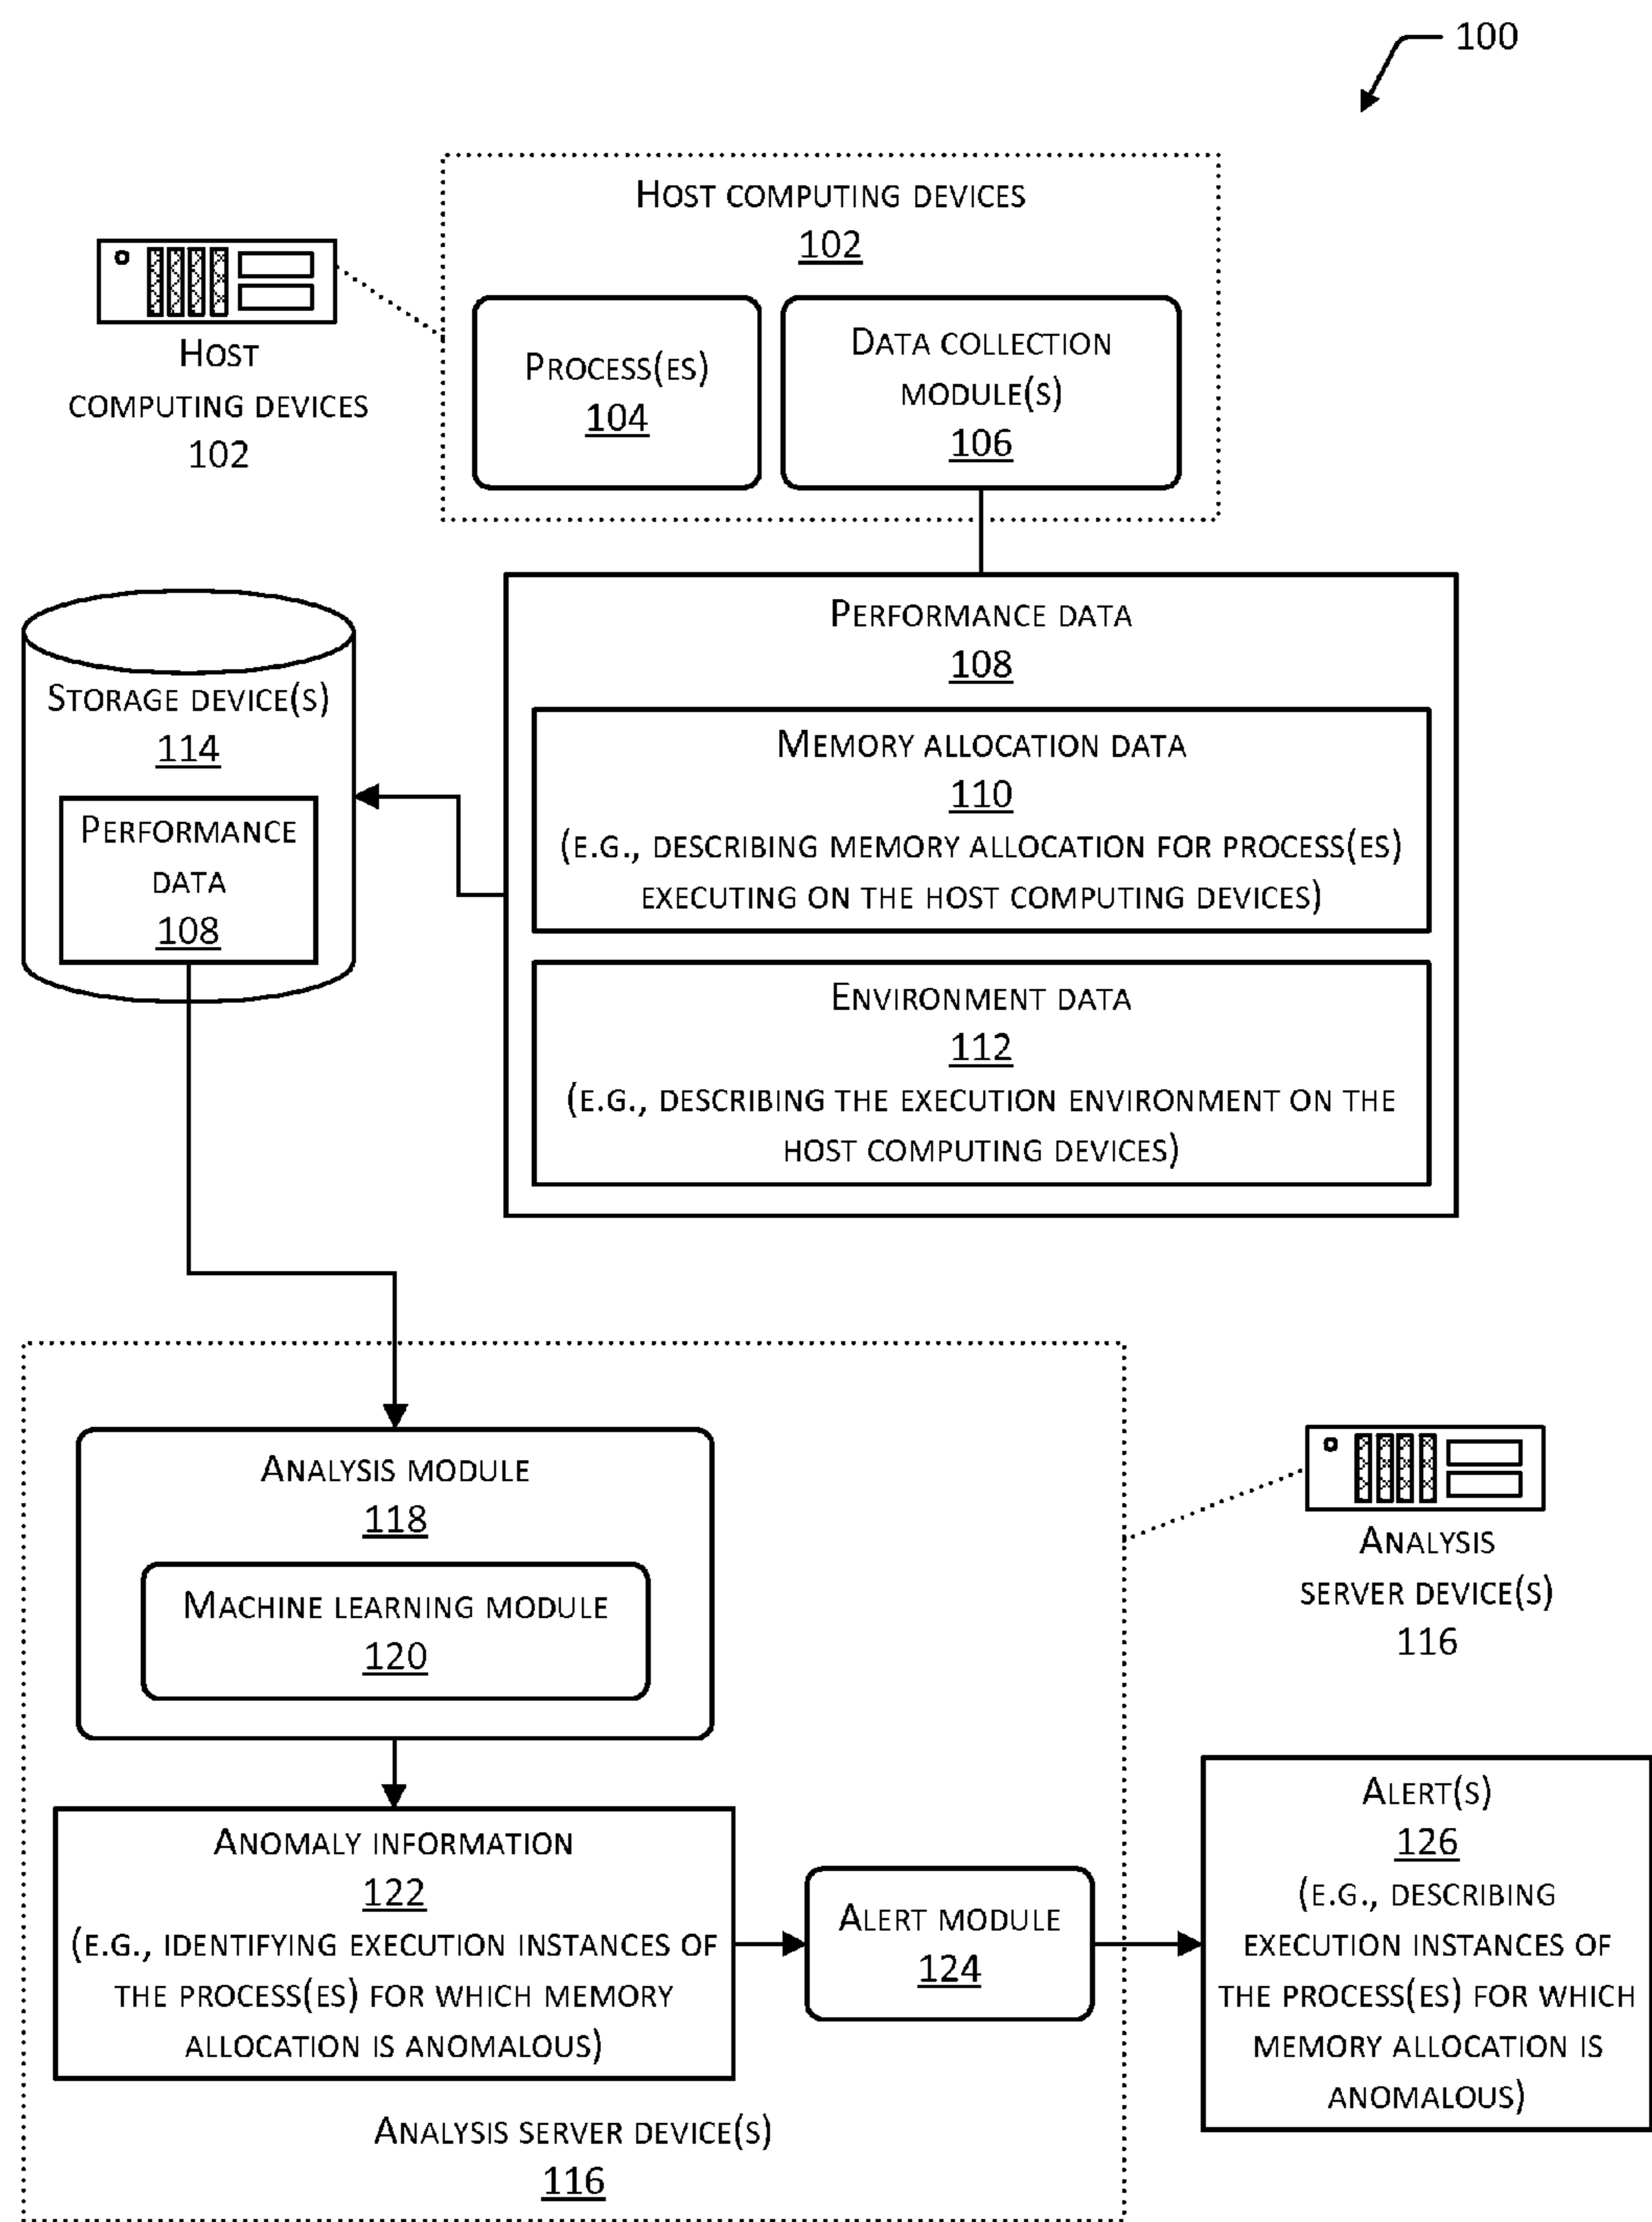 100
HOST COMPUTING DEVICES
102
HOST
COMPUTING DEVICES
102
PROCESS(ES)
104
DATA COLLECTION
MODULE(S)
106
PERFORMANCE DATA
108
MEMORY ALLOCATION DATA
110
(E.G., DESCRIBING MEMORY ALLOCATION FOR PROCESS(ES)
EXECUTING ON THE HOST COMPUTING DEVICES)
ENVIRONMENT DATA
112
(E.G., DESCRIBING THE EXECUTION ENVIRONMENT ON THE
HOST COMPUTING DEVICES)
STORAGE DEVICE(S)
114
PERFORMANCE
DATA
108
ANALYSIS MODULE
118
MACHINE LEARNING MODULE
120
ANALYSIS
SERVER DEVICE(S)
116
ANOMALY INFORMATION
122
(E.G., IDENTIFYING EXECUTION INSTANCES OF
THE PROCESS(ES) FOR WHICH MEMORY
ALLOCATION IS ANOMALOUS)
ALERT MODULE
124
ALERT(S)
126
(E.G., DESCRIBING
EXECUTION INSTANCES OF
THE PROCESS(ES) FOR WHICH
MEMORY ALLOCATION IS
ANOMALOUS)
ANALYSIS SERVER DEVICE(S)
116